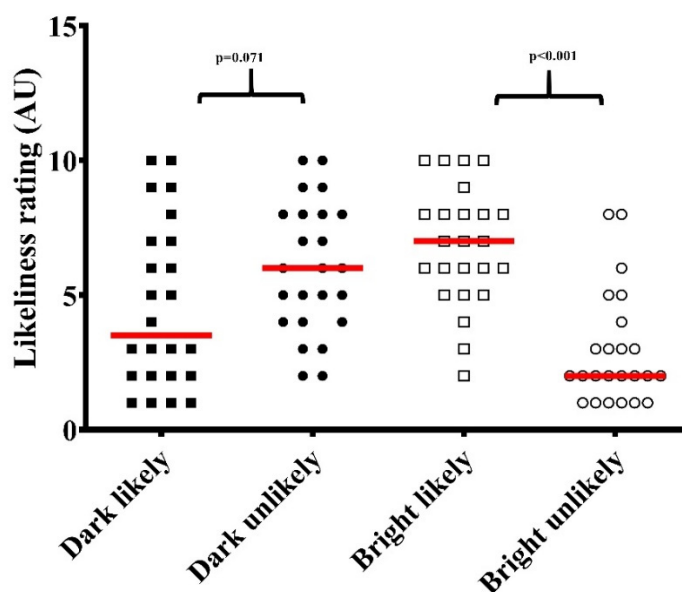 15
p=0.071
p<0.001
Likeliness rating (AU)
10
5
0
Dark likely
Dark unlikely
Bright likely
Bright unlikely